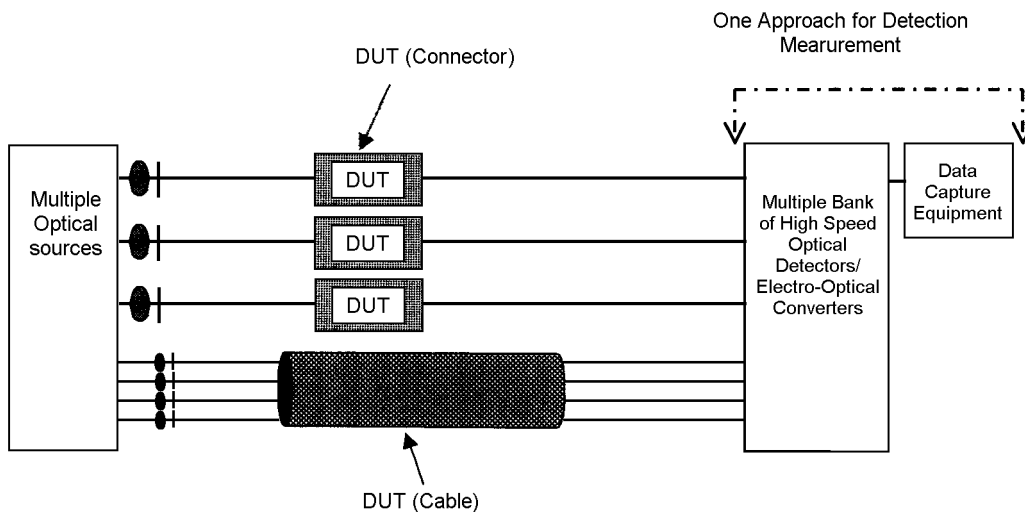 One Approach for Detection
Mearurement
DUT (Connector)
Multiple
Optical
sources
DUT
DUT
DUT
Multiple Bank
of High Speed
Optical
Detectors/
Electro-Optical
Converters
Data
Capture
Equipment
DUT (Cable)